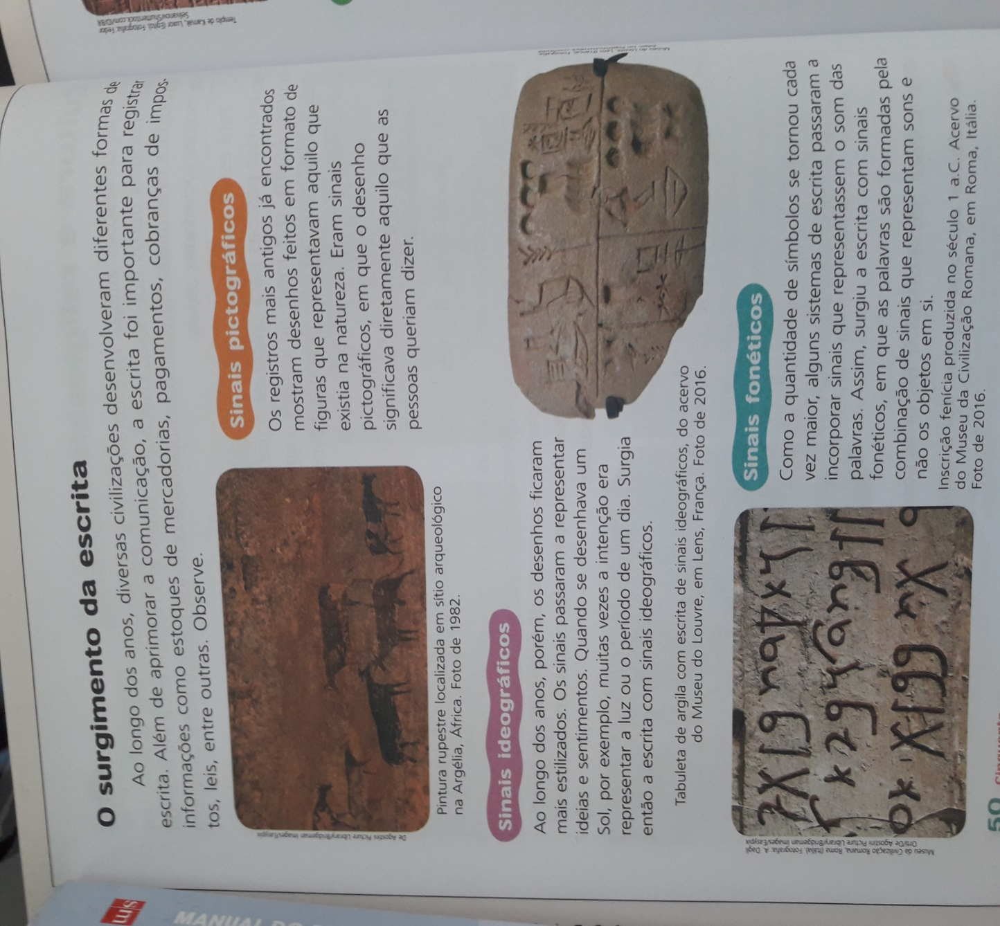 Templo de Karnak, Luxor (Egito). Fotografia: Fedor
Selivanov/Shutterstock.com/ID/BR
O surgimento da escrita
Ao longo dos anos, diversas civilizações desenvolveram diferentes formas de
escrita. Além de aprimorar a comunicação, a escrita foi importante para registrar
informações como estoques de mercadorias, pagamentos, cobranças de impos-
tos, leis, entre outras. Observe.
De Agostini Picture Library/Bridgeman Images/Easypix
Pintura rupestre localizada em sítio arqueológico
na Argélia, África. Foto de 1982.
Sinais pictográficos
Os registros mais antigos já encontrados
mostram desenhos feitos em formato de
figuras que representavam aquilo que
existia na natureza. Eram sinais
pictográficos, em que o desenho
significava diretamente aquilo que as
pessoas queriam dizer.
Sinais ideográficos
Ao longo dos anos, porém, os desenhos ficaram
mais estilizados. Os sinais passaram a representar
ideias e sentimentos. Quando se desenhava um
Sol, por exemplo, muitas vezes a intenção era
representar a luz ou o período de um dia. Surgia
então a escrita com sinais ideográficos.
Museu do Louvre, Lens (França). Fotografia:
Tabuleta de argila com escrita de sinais ideográficos, do acervo
do Museu do Louvre, em Lens, França. Foto de 2016.
Museu da Civilização Romana, Roma (Itália). Fotografia: A. Dagli
Orti/De Agostini Picture Library/Bridgeman Images/Easypix
Sinais fonéticos
Como a quantidade de símbolos se tornou cada
vez maior, alguns sistemas de escrita passaram a
incorporar sinais que representassem o som das
palavras. Assim, surgiu a escrita com sinais
fonéticos, em que as palavras são formadas pela
combinação de sinais que representam sons e
não os objetos em si.
Inscrição fenícia produzida no século 1 a.C. Acervo
do Museu da Civilização Romana, em Roma, Itália.
Foto de 2016.
50
sm
MANUAL DO